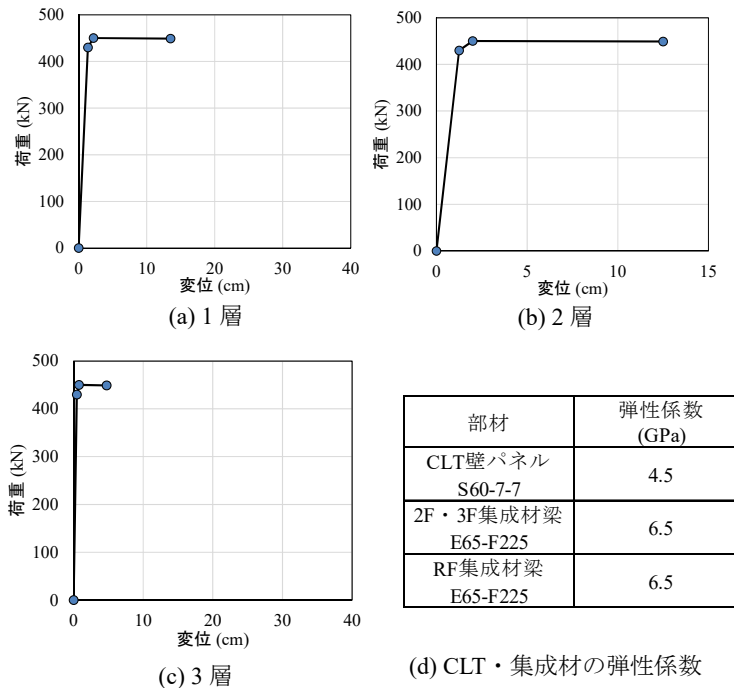 500
400
300
200
100
0
荷重 (kN)
0 10 20 30 40
変位 (cm)
(a) 1 層
500
400
300
200
100
0
荷重 (kN)
0 5 10 15
変位 (cm)
(b) 2 層
500
400
300
200
100
0
荷重 (kN)
0 10 20 30 40
変位 (cm)
(c) 3 層
部材 弾性係数
(GPa)
CLT壁パネル
S60-7-7
4.5
2F・3F集成材梁
E65-F225
6.5
RF集成材梁
E65-F225
6.5
(d) CLT・集成材の弾性係数